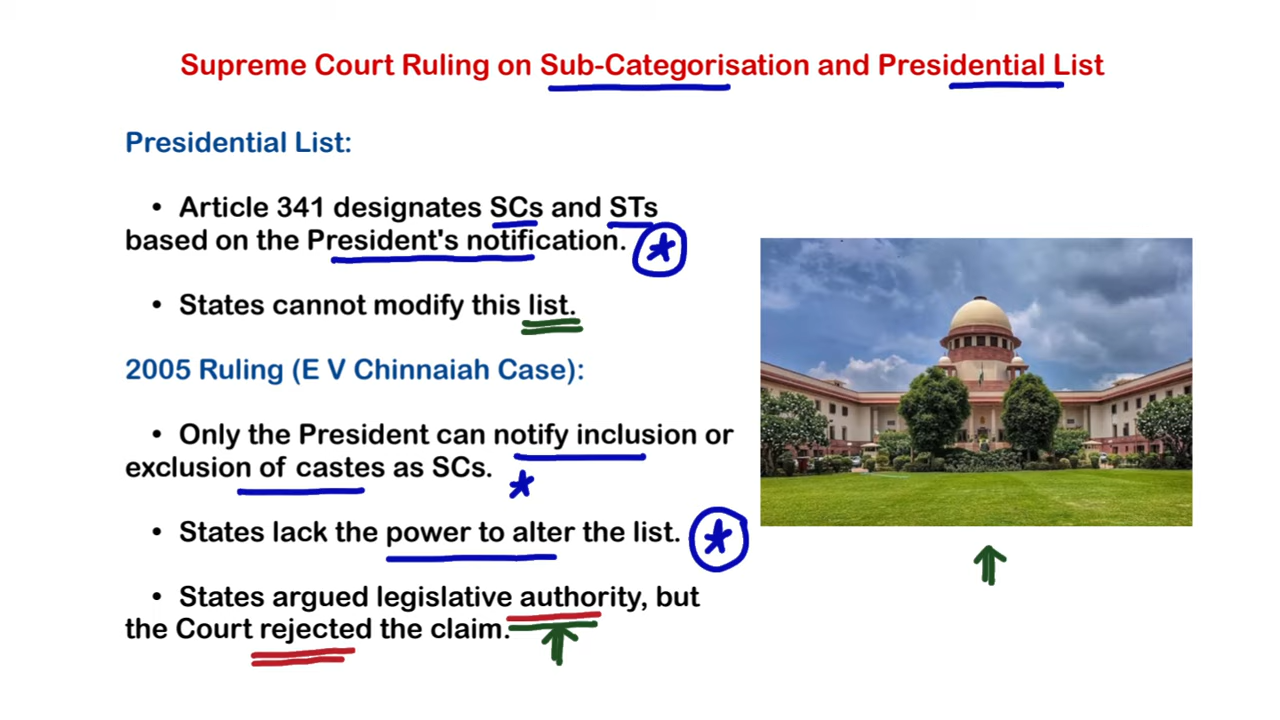 Supreme Court Ruling on Sub-Categorisation and Presidential List
Presidential List:
• Article 341 designates SCs and STs
based on the President's notification.
• States cannot modify this list.
2005 Ruling (E V Chinnaiah Case):
• Only the President can notify inclusion or
exclusion of castes as SCs.
• States lack the power to alter the list.
• States argued legislative authority, but
the Court rejected the claim.